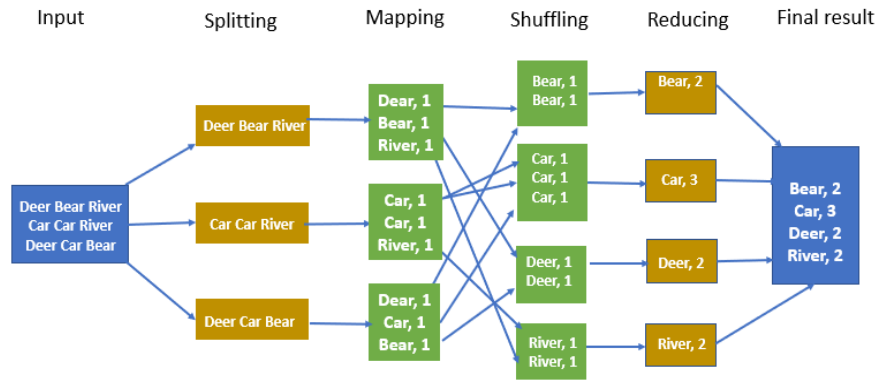 Input
Splitting
Mapping
Shuffling
Reducing
Final result
Deer Bear River
Car Car River
Deer Car Bear
Deer Bear River
Car Car River
Deer Car Bear
Dear, 1
Bear, 1
River, 1
Car, 1
Car, 1
River, 1
Dear, 1
Car, 1
Bear, 1
Bear, 1
Bear, 1
Car, 1
Car, 1
Car, 1
Deer, 1
Deer, 1
River, 1
River, 1
Bear, 2
Car, 3
Deer, 2
River, 2
Bear, 2
Car, 3
Deer, 2
River, 2